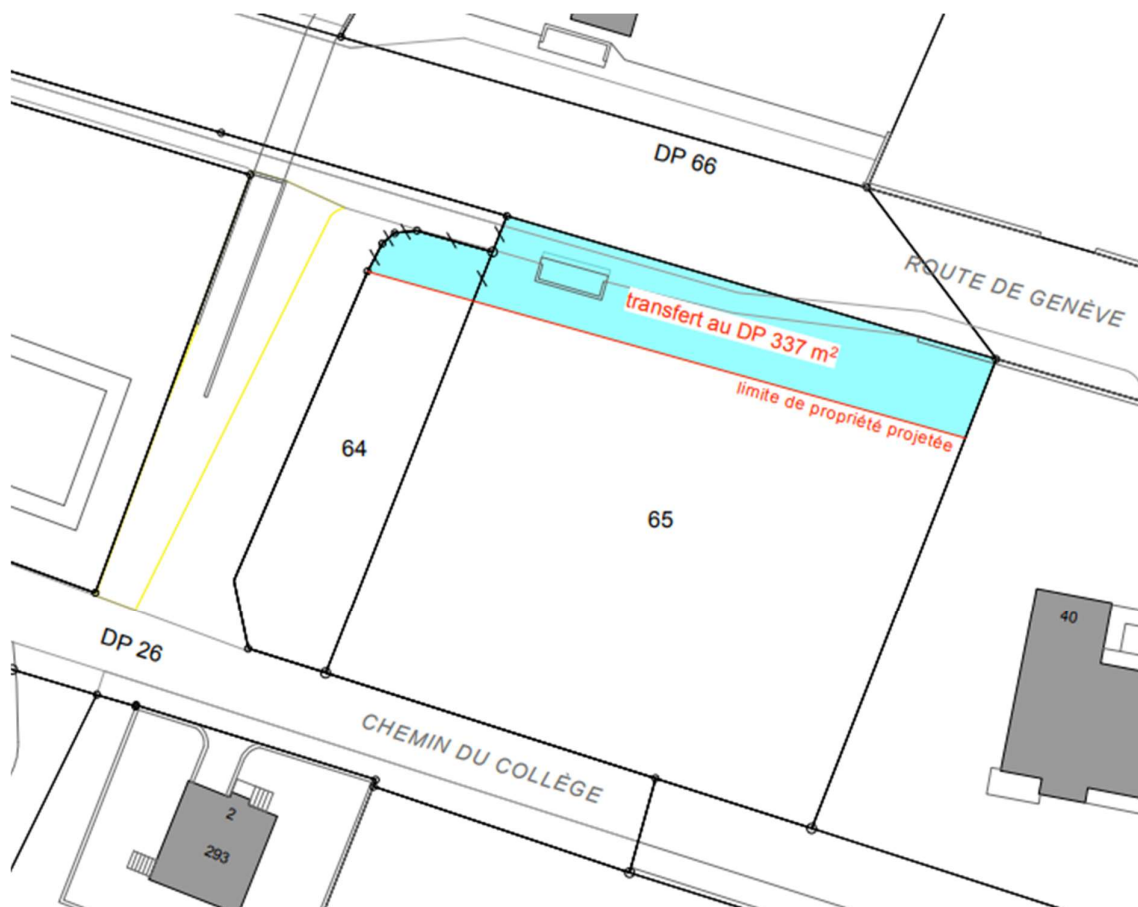 DP 66
ROUTE DE GENÈVE
transfert au DP 337 m²
limite de propriété projetée
64
65
40
DP 26
CHEMIN DU COLLÈGE
2
293